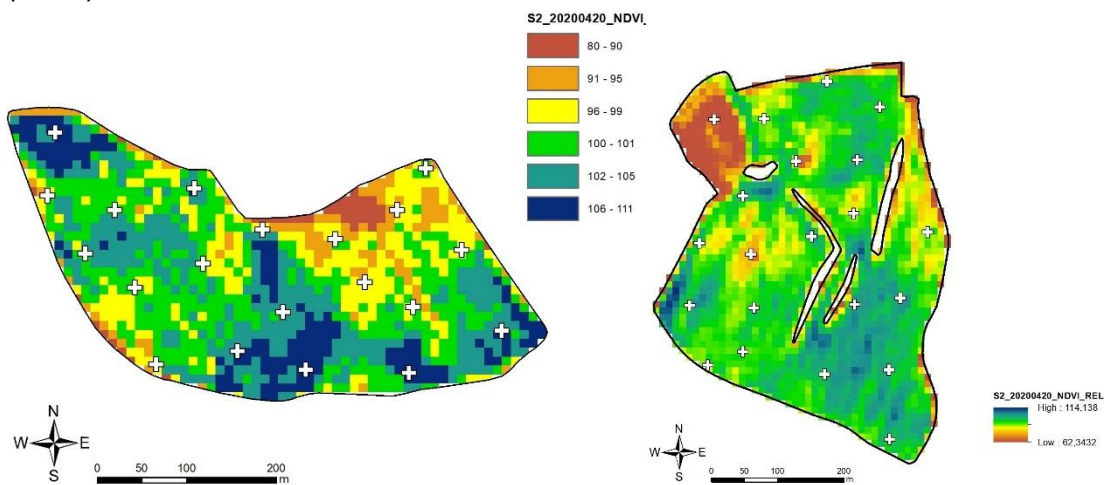 S2_20200420_NDVI_
80 - 90
91 - 95
96 - 99
100 - 101
102 - 105
106 - 111
N
W E
S
0 50 100 200
m
S2_20200420_NDVI_REL
High : 114,138
Low : 62,3432
N
W E
S
0 50 100 200
m